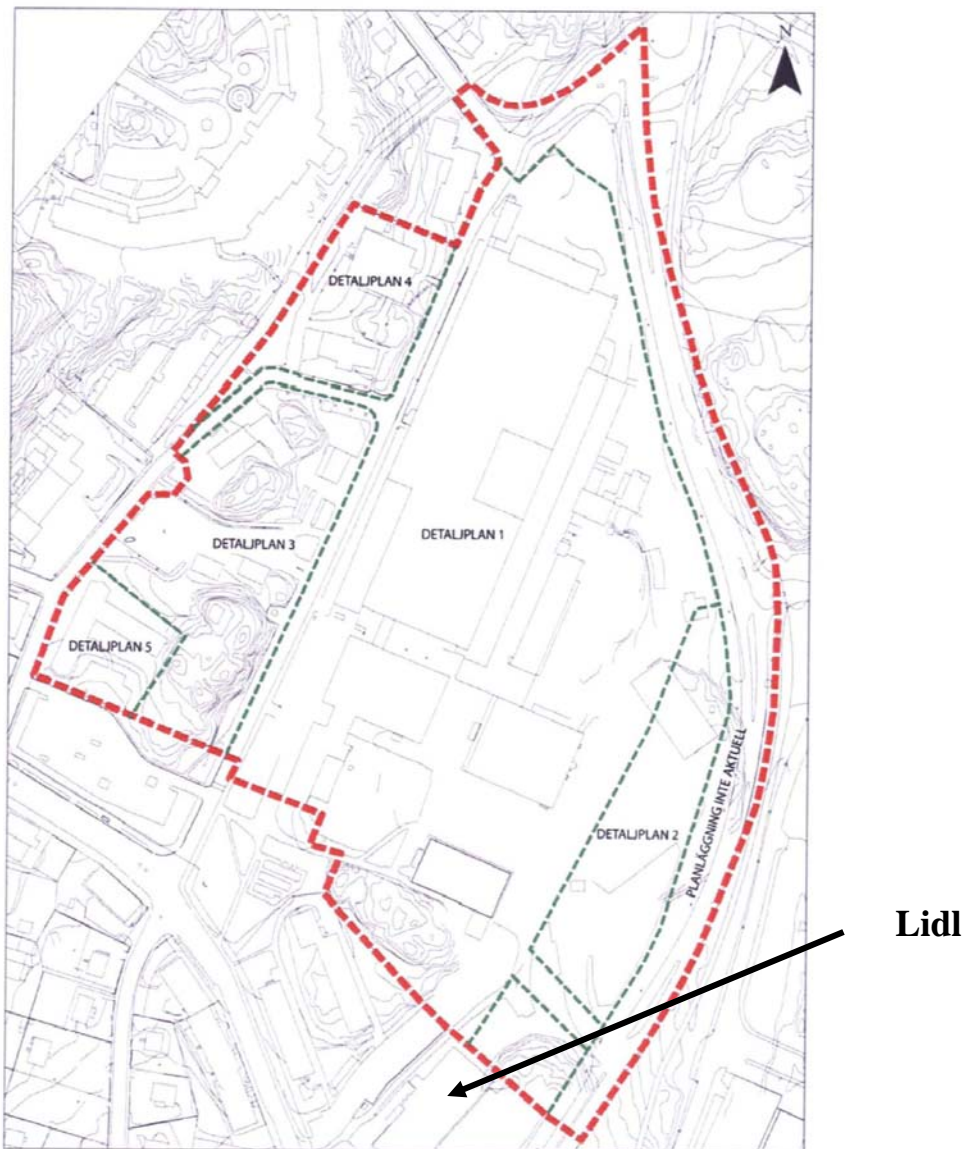 N
DETALJPLAN 4
DETALJPLAN 1
DETALJPLAN 3
DETALJPLAN 5
DETALJPLAN 2
PLANLÄGGNING INTE AKTUELL
Lidl